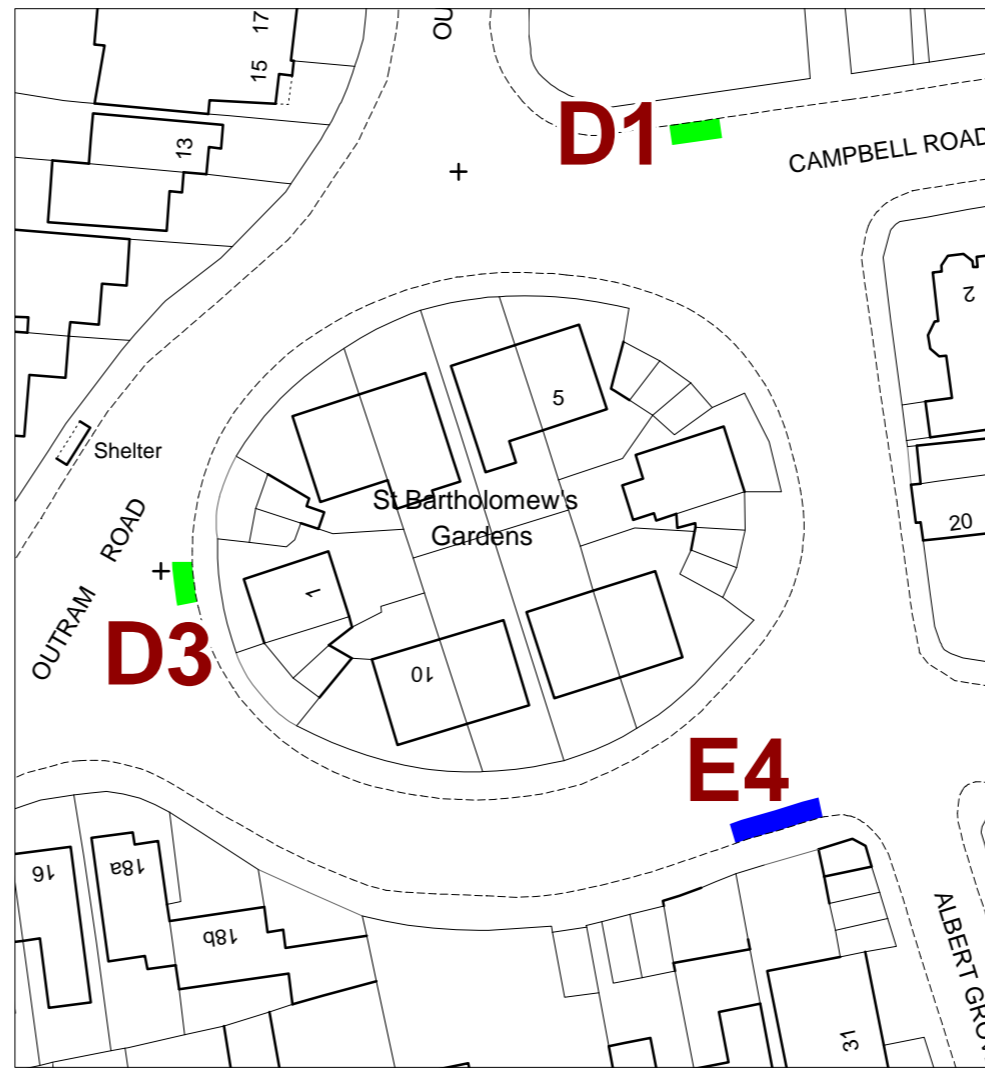 17
OU
15
D1
13
CAMPBELL ROAD
2
5
Shelter
St Bartholomew's
Gardens
20
OUTRAM ROAD
1
D3
10
E4
16
18a
18b
ALBERT GROV
31